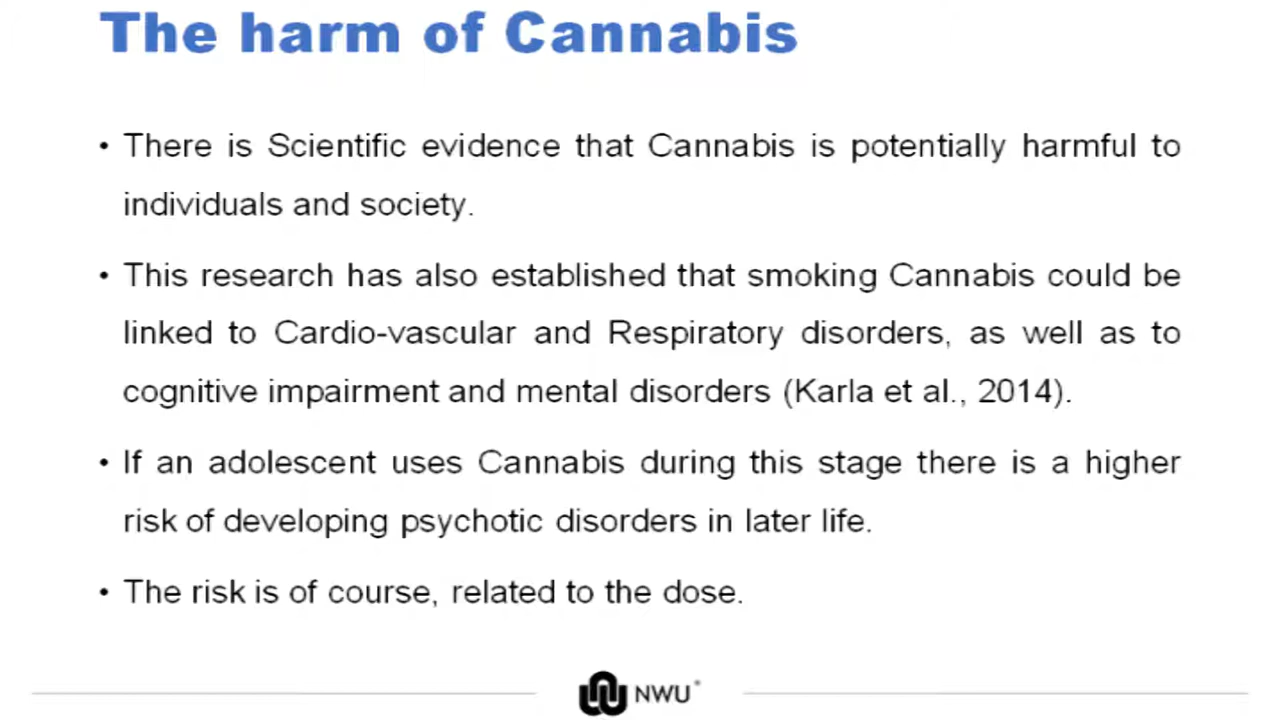 The harm of Cannabis
• There is Scientific evidence that Cannabis is potentially harmful to
individuals and society.
• This research has also established that smoking Cannabis could be
linked to Cardio-vascular and Respiratory disorders, as well as to
cognitive impairment and mental disorders (Karla et al., 2014).
• If an adolescent uses Cannabis during this stage there is a higher
risk of developing psychotic disorders in later life.
• The risk is of course, related to the dose.
NWU®